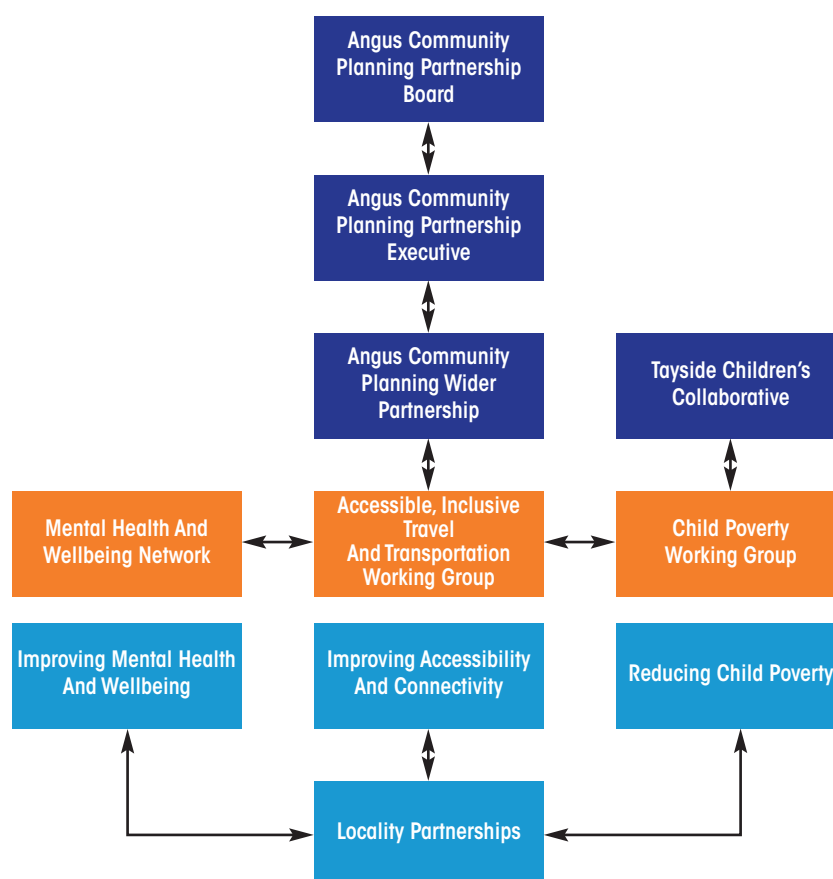 Angus Community
Planning Partnership
Board
Angus Community
Planning Partnership
Executive
Angus Community
Planning Wider
Partnership
Tayside Children's
Collaborative
Mental Health And
Wellbeing Network
Accessible, Inclusive
Travel
And Transportation
Working Group
Child Poverty
Working Group
Improving Mental Health
And Wellbeing
Improving Accessibility
And Connectivity
Reducing Child Poverty
Locality Partnerships